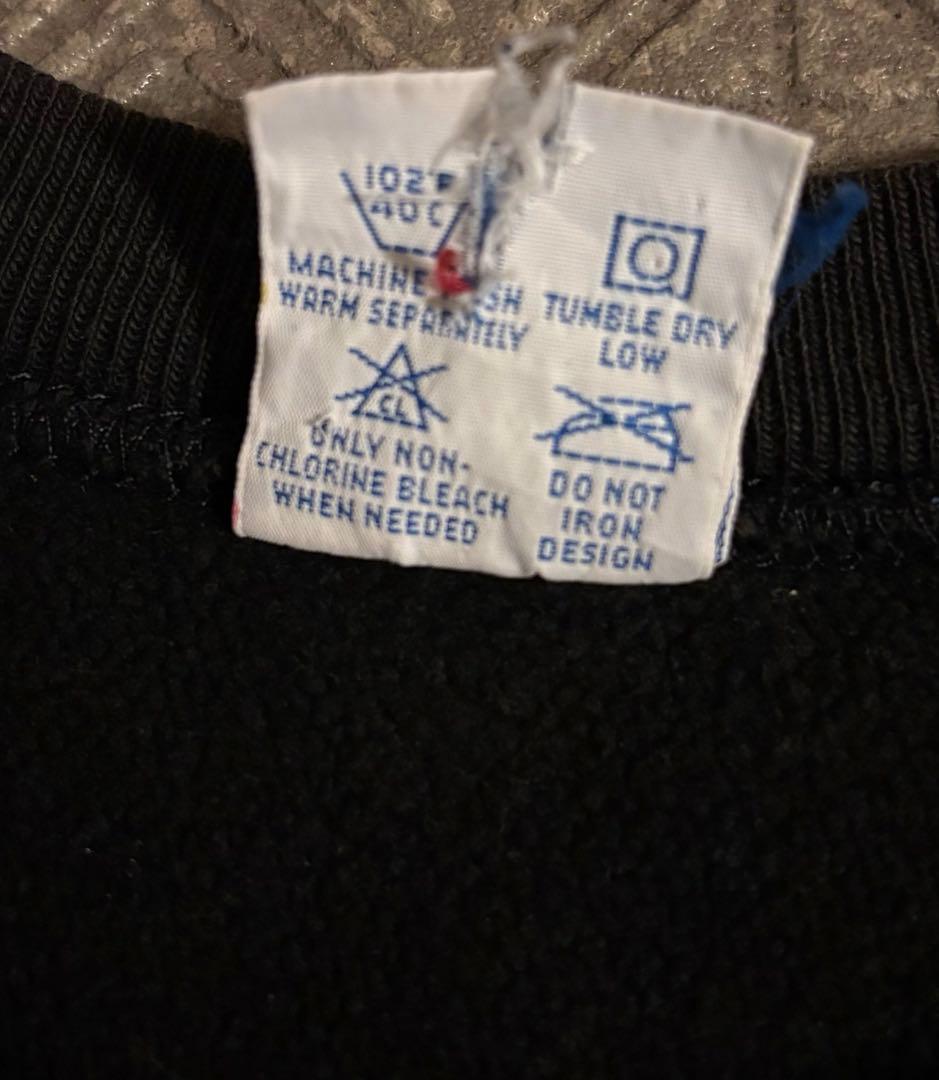 102°F
40 C
MACHINE SH
WARM SEPARATELY
TUMBLE DRY
LOW
CL
ONLY NON-
CHLORINE BLEACH
WHEN NEEDED
DO NOT
IRON
DESIGN